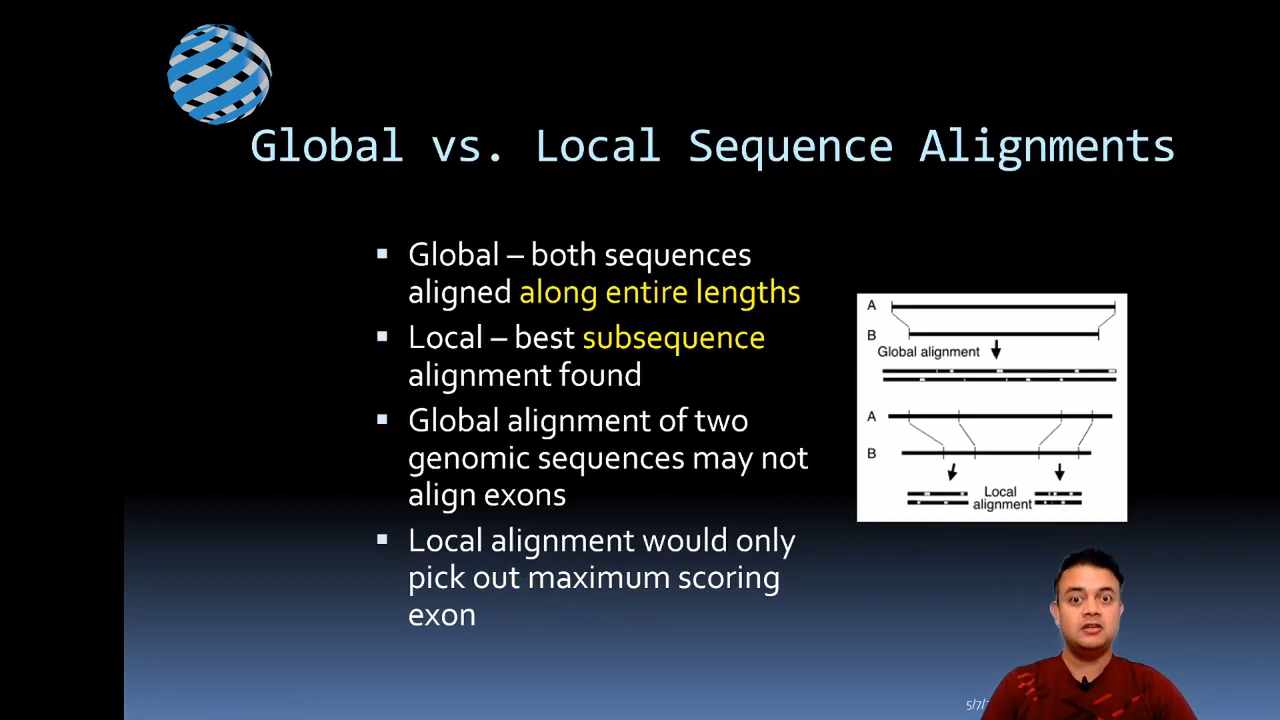 Global vs. Local Sequence Alignments
▪ Global – both sequences
aligned along entire lengths
▪ Local – best subsequence
alignment found
▪ Global alignment of two
genomic sequences may not
align exons
▪ Local alignment would only
pick out maximum scoring
exon
A
B
Global alignment
A
B
Local
alignment
5/7/